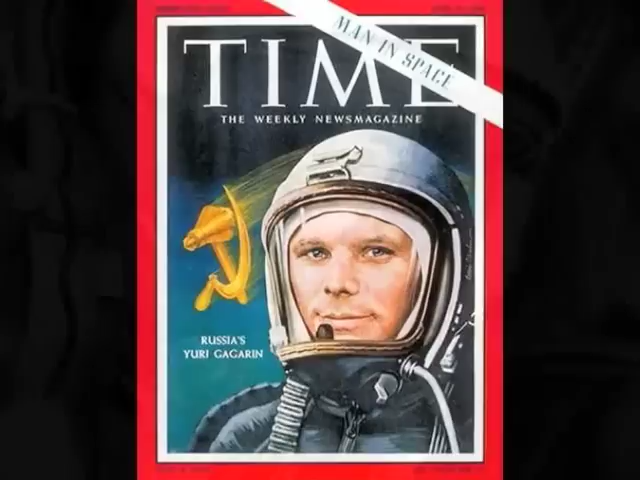 MAN IN SPACE
TIME
THE WEEKLY NEWSMAGAZINE
RUSSIA'S
YURI GAGARIN